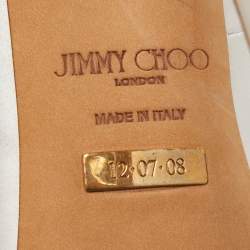 JIMMY CHOO
LONDON
MADE IN ITALY
12·07·08